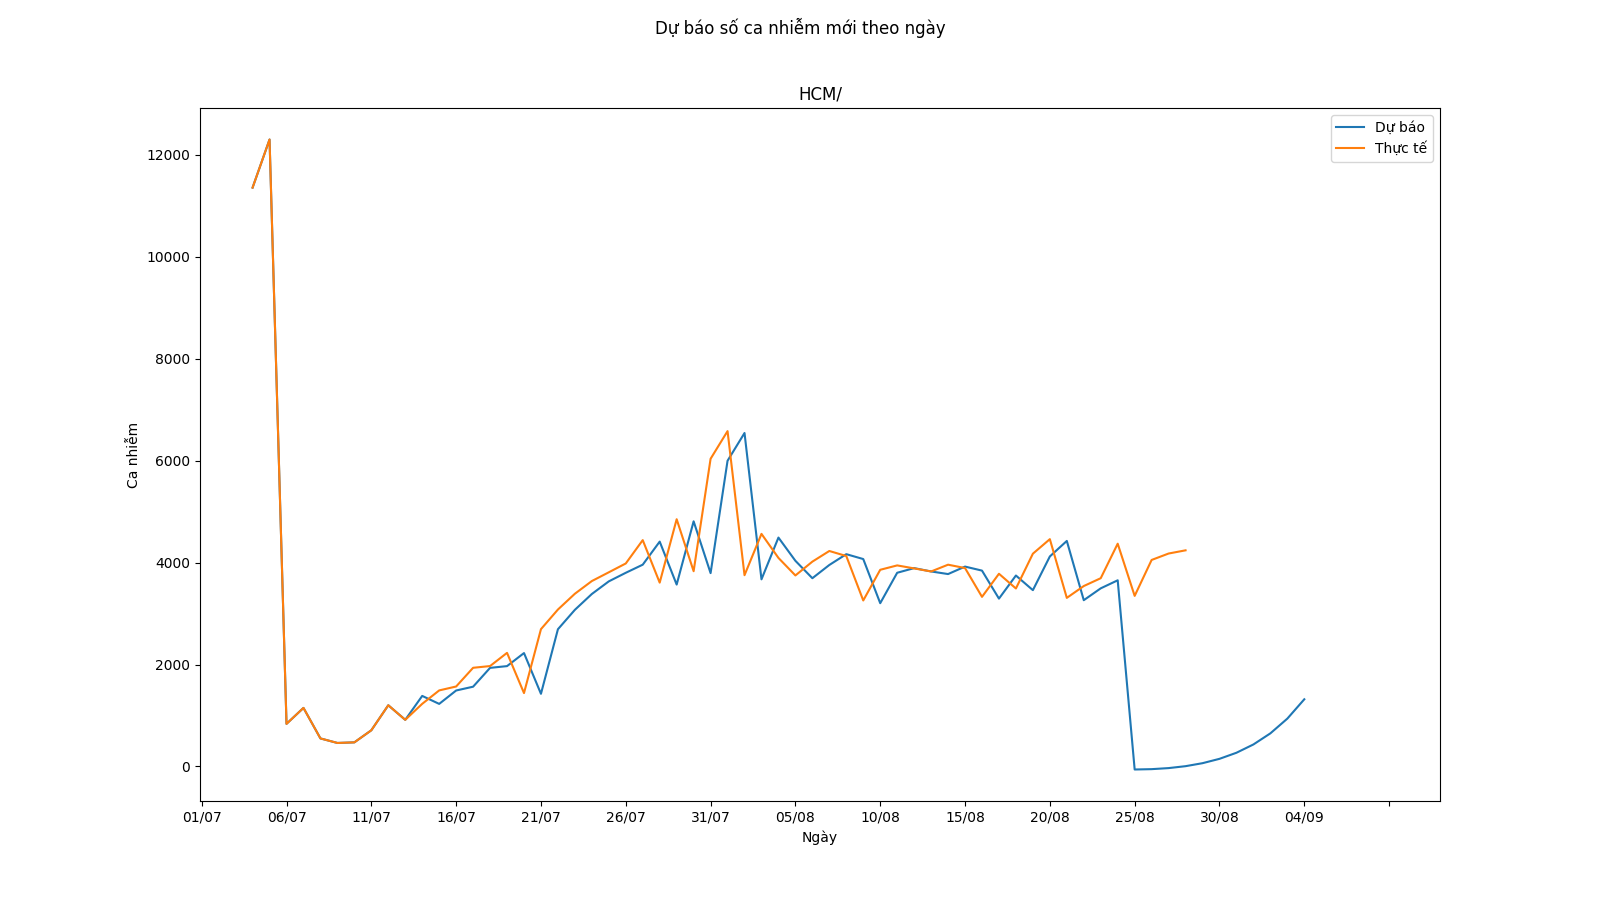 Dự báo số ca nhiễm mới theo ngày
HCM/
Dự báo
Thực tế
12000
10000
8000
6000
4000
2000
0
Ca nhiễm
01/07 06/07 11/07 16/07 21/07 26/07 31/07 05/08 10/08 15/08 20/08 25/08 30/08 04/09
Ngày